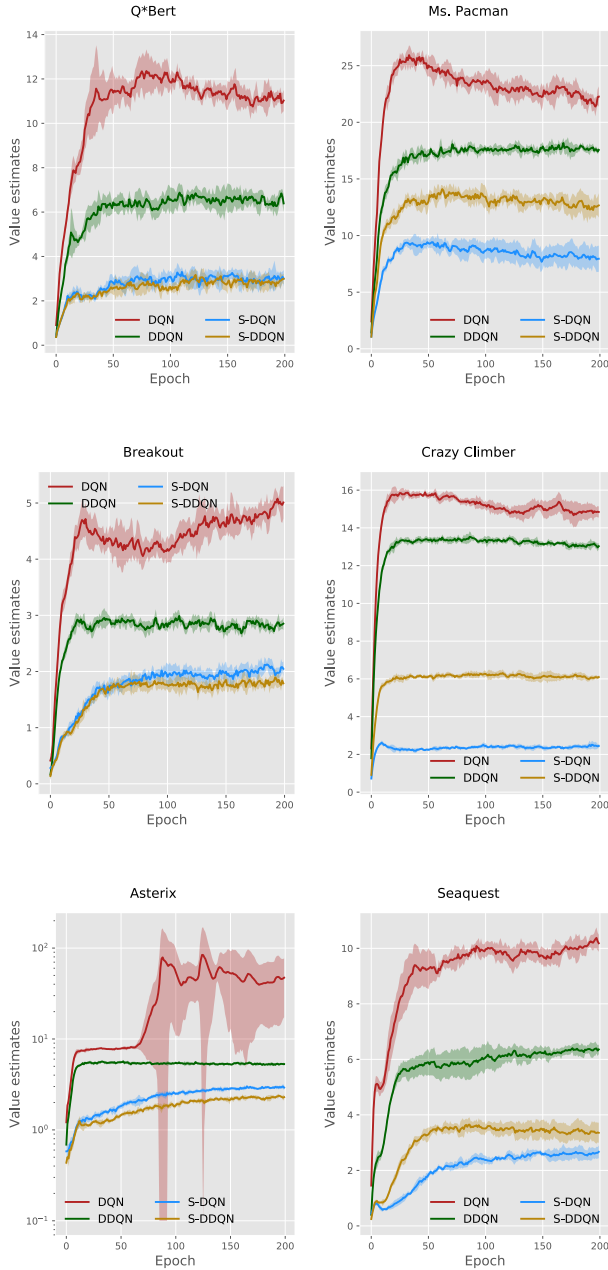 Q*Bert
Value estimates
14
12
10
8
6
4
2
0
DQN
DDQN
S-DQN
S-DDQN
0 50 100 150 200
Epoch
Ms. Pacman
Value estimates
25
20
15
10
5
0
DQN
DDQN
S-DQN
S-DDQN
0 50 100 150 200
Epoch
Breakout
Value estimates
5
4
3
2
1
0
DQN
DDQN
S-DQN
S-DDQN
0 50 100 150 200
Epoch
Crazy Climber
Value estimates
16
14
12
10
8
6
4
2
0
DQN
DDQN
S-DQN
S-DDQN
0 50 100 150 200
Epoch
Asterix
Value estimates
10²
10¹
10⁰
10⁻¹
DQN
DDQN
S-DQN
S-DDQN
0 50 100 150 200
Epoch
Seaquest
Value estimates
10
8
6
4
2
0
DQN
DDQN
S-DQN
S-DDQN
0 50 100 150 200
Epoch